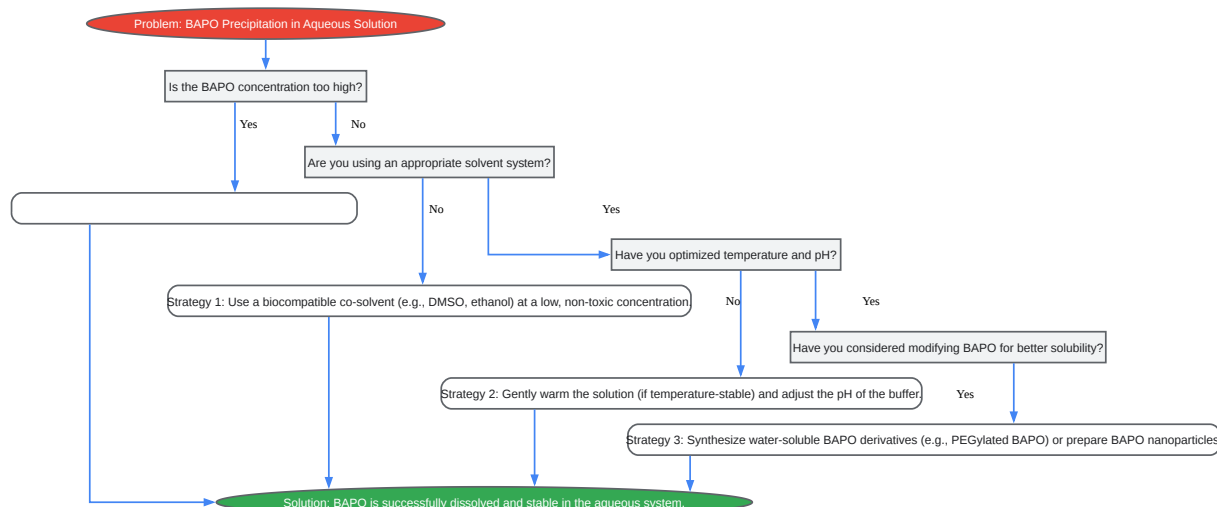 Problem: BAPO Precipitation in Aqueous Solution
Is the BAPO concentration too high?
Yes
No
Are you using an appropriate solvent system?
No
Yes
Have you optimized temperature and pH?
Strategy 1: Use a biocompatible co-solvent (e.g., DMSO, ethanol) at a low, non-toxic concentration.
No
Yes
Have you considered modifying BAPO for better solubility?
Strategy 2: Gently warm the solution (if temperature-stable) and adjust the pH of the buffer.
Yes
Strategy 3: Synthesize water-soluble BAPO derivatives (e.g., PEGylated BAPO) or prepare BAPO nanoparticles
Solution: BAPO is successfully dissolved and stable in the aqueous system.